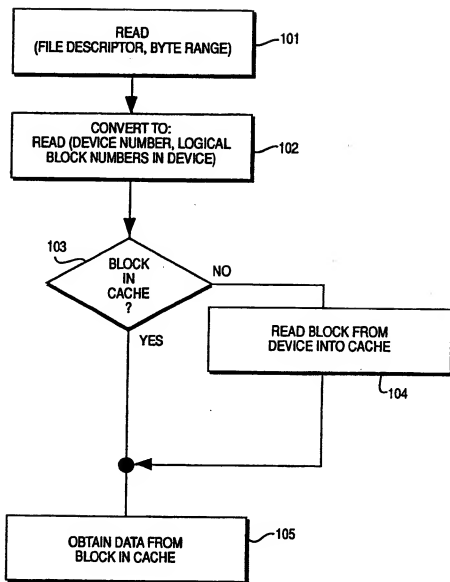 READ
(FILE DESCRIPTOR, BYTE RANGE)
101
CONVERT TO:
READ (DEVICE NUMBER, LOGICAL
BLOCK NUMBERS IN DEVICE)
102
103
BLOCK
IN
CACHE
?
NO
YES
READ BLOCK FROM
DEVICE INTO CACHE
104
OBTAIN DATA FROM
BLOCK IN CACHE
105